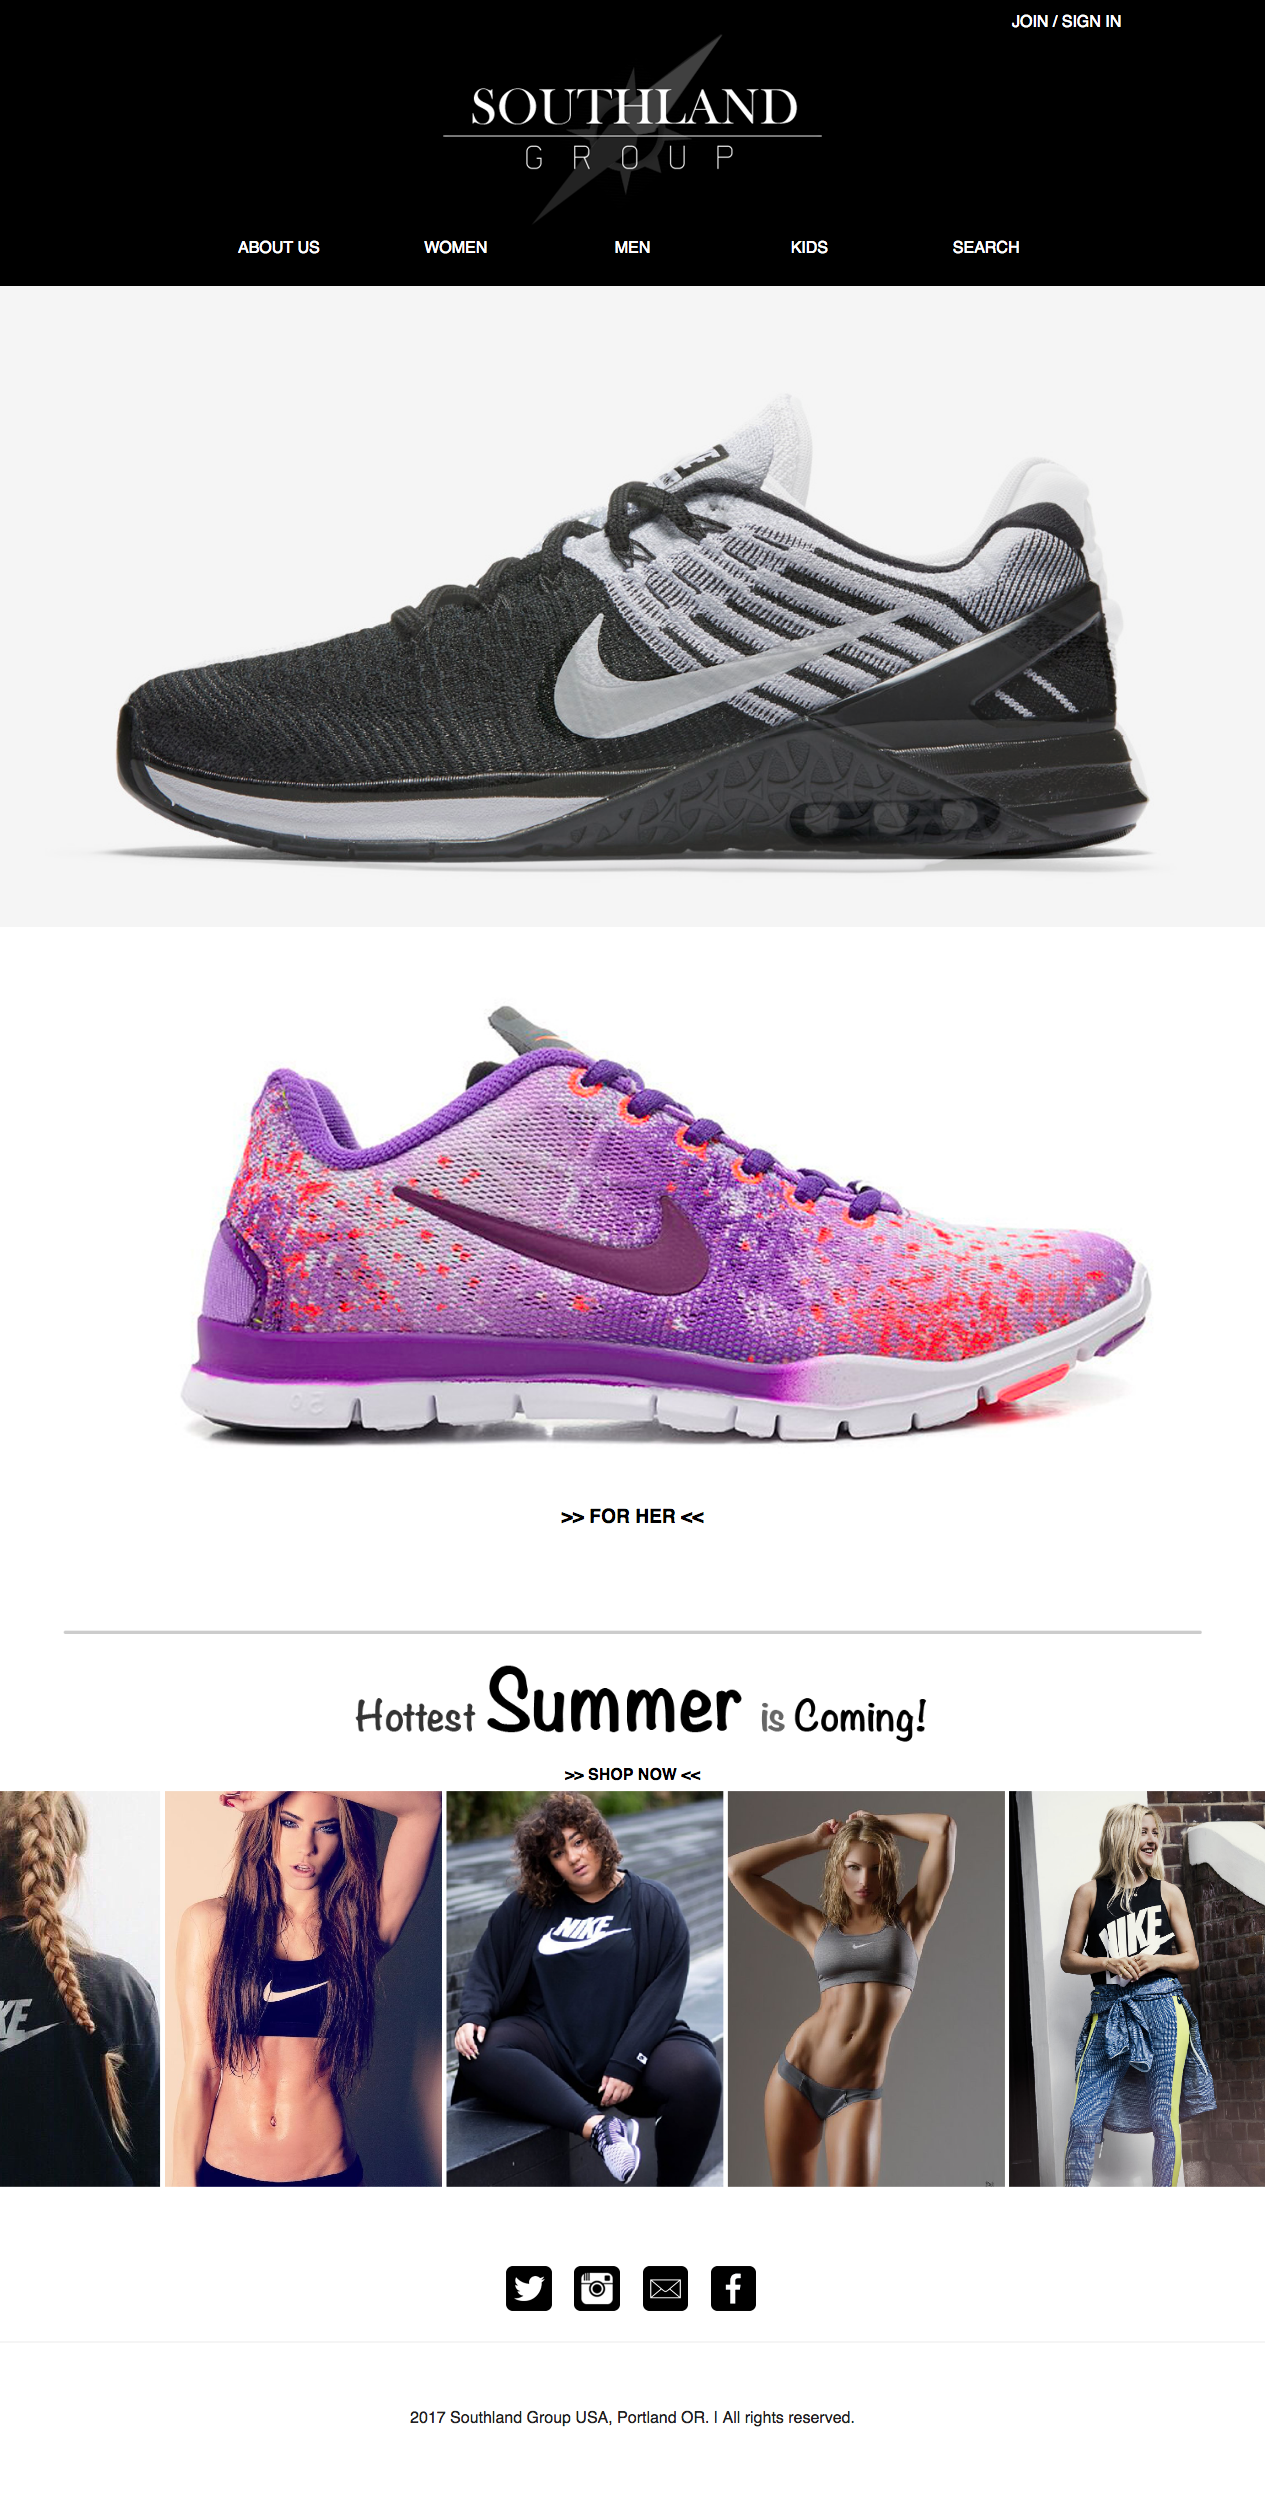 JOIN / SIGN IN
SOUTHLAND
GROUP
ABOUT US WOMEN MEN KIDS SEARCH
>> FOR HER <<
Hottest Summer is Coming!
>> SHOP NOW <<
NIKE
NIKE
2017 Southland Group USA, Portland OR. | All rights reserved.